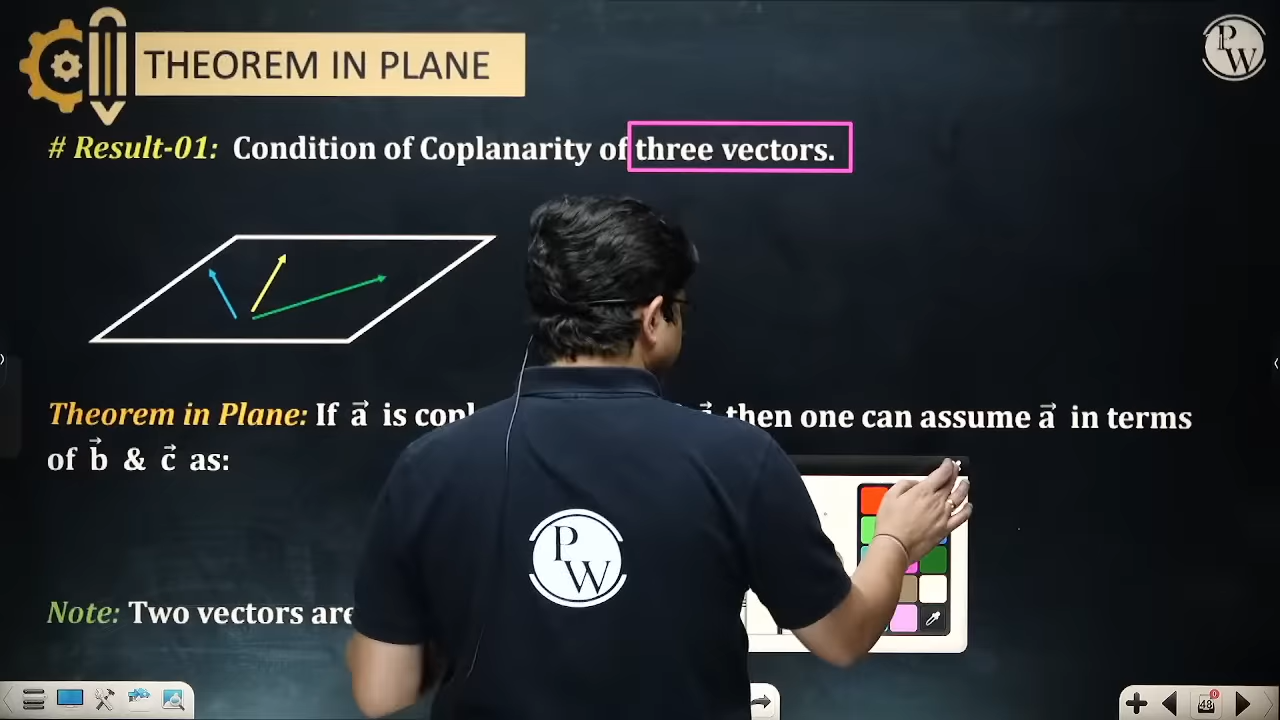 THEOREM IN PLANE
PW
# Result-01: Condition of Coplanarity of three vectors.
Theorem in Plane: If a⃗ is then one can assume a⃗ in terms
of b⃗ & c⃗ as:
PW
Note: Two vectors are
48